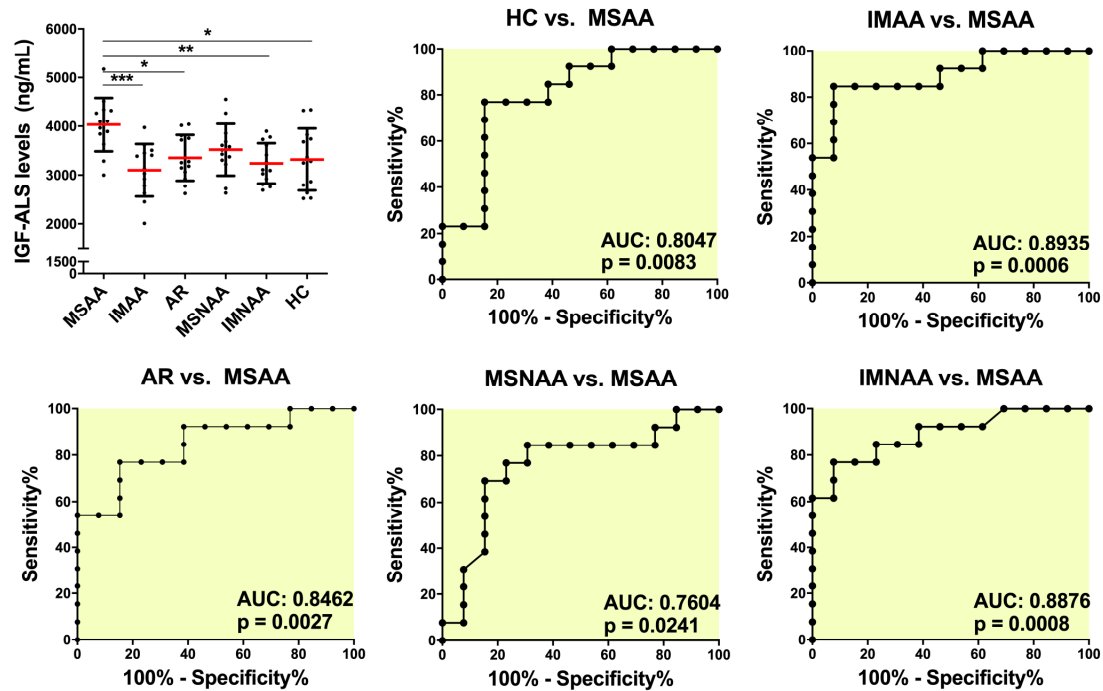 IGF-ALS levels (ng/mL)
6000
5000
4000
3000
2000
1500
0
*
**
*
***
MSAA
IMAA
AR
MSNAA
IMNAA
HC
HC vs. MSAA
Sensitivity%
100
80
60
40
20
0
AUC: 0.8047
p = 0.0083
0 20 40 60 80 100
100% - Specificity%
IMAA vs. MSAA
Sensitivity%
100
80
60
40
20
0
AUC: 0.8935
p = 0.0006
0 20 40 60 80 100
100% - Specificity%
AR vs. MSAA
Sensitivity%
100
80
60
40
20
0
AUC: 0.8462
p = 0.0027
0 20 40 60 80 100
100% - Specificity%
MSNAA vs. MSAA
Sensitivity%
100
80
60
40
20
0
AUC: 0.7604
p = 0.0241
0 20 40 60 80 100
100% - Specificity%
IMNAA vs. MSAA
Sensitivity%
100
80
60
40
20
0
AUC: 0.8876
p = 0.0008
0 20 40 60 80 100
100% - Specificity%